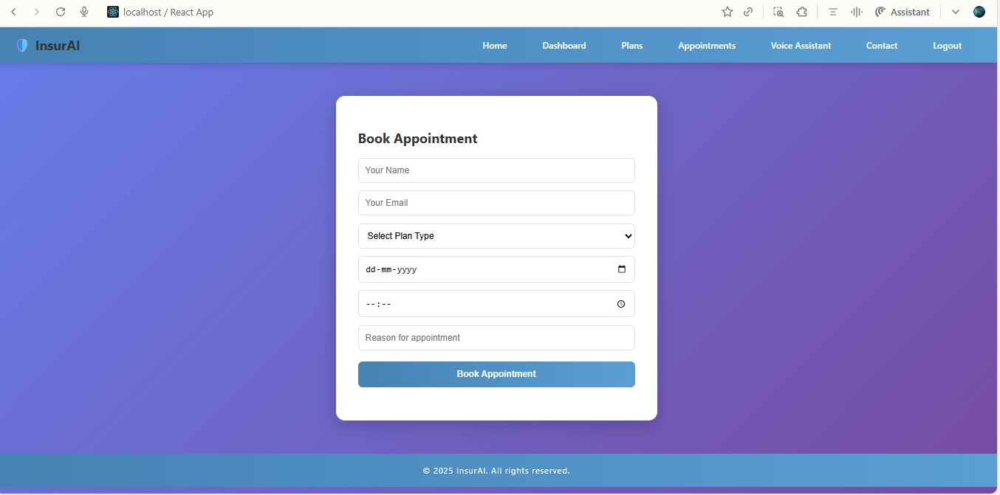 localhost / React App
Assistant
InsurAI
Home Dashboard Plans Appointments Voice Assistant Contact Logout
Book Appointment
Your Name
Your Email
Select Plan Type
dd-mm-yyyy
--:--
Reason for appointment
Book Appointment
© 2025 InsurAI. All rights reserved.